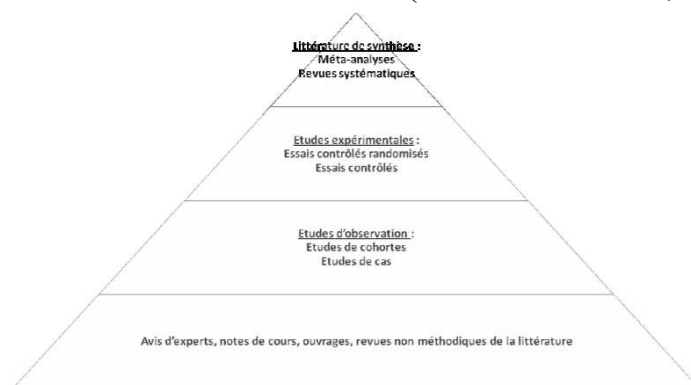 Littérature de synthèse :
Méta-analyses
Revues systématiques
Etudes expérimentales :
Essais contrôlés randomisés
Essais contrôlés
Etudes d'observation :
Etudes de cohortes
Etudes de cas
Avis d'experts, notes de cours, ouvrages, revues non méthodiques de la littérature